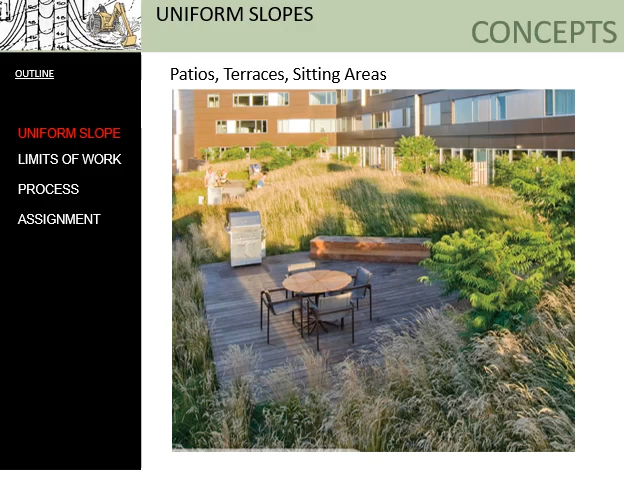 UNIFORM SLOPES
CONCEPTS
OUTLINE
Patios, Terraces, Sitting Areas
UNIFORM SLOPE
LIMITS OF WORK
PROCESS
ASSIGNMENT